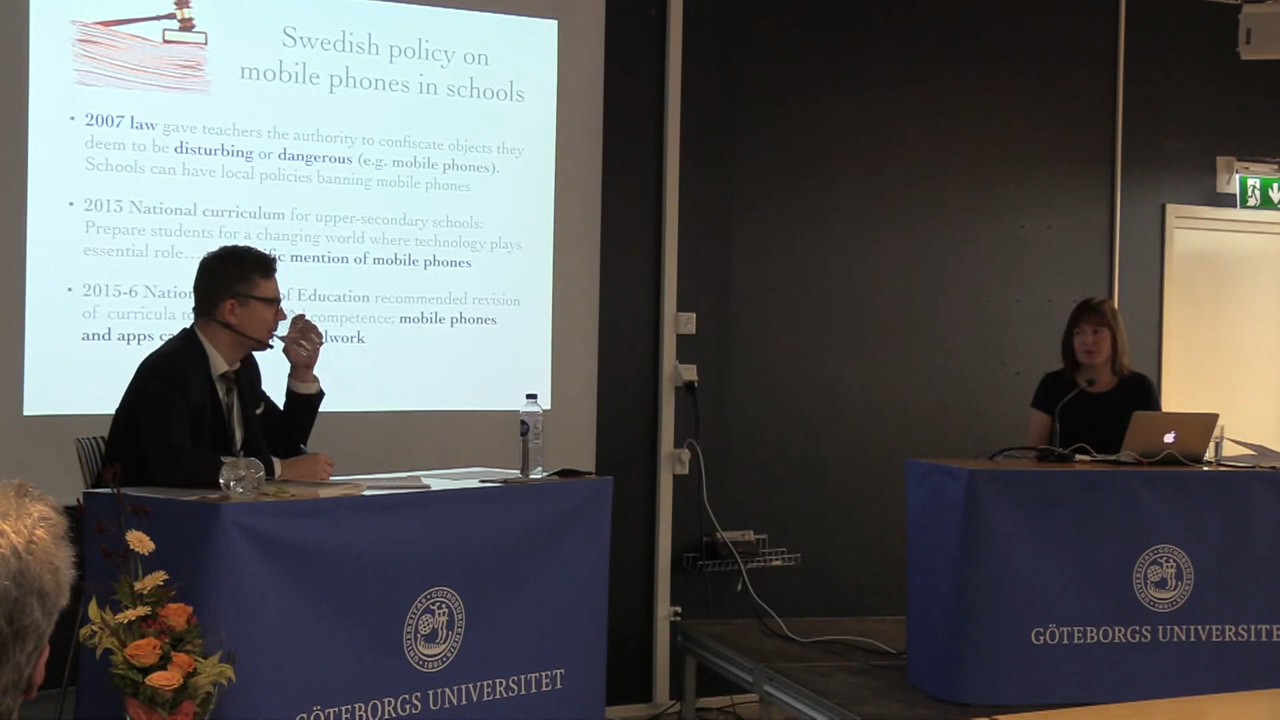 Swedish policy on
mobile phones in schools
• 2007 law gave teachers the authority to confiscate objects they
deem to be disturbing or dangerous (e.g. mobile phones).
Schools can have local policies banning mobile phones
• 2013 National curriculum for upper-secondary schools:
Prepare students for a changing world where technology plays
essential role… mention of mobile phones
• 2015-6 of Education recommended revision
of curricula competence; mobile phones
and apps
GÖTEBORGS UNIVERSITET
GÖTEBORGS UNIVERSITE